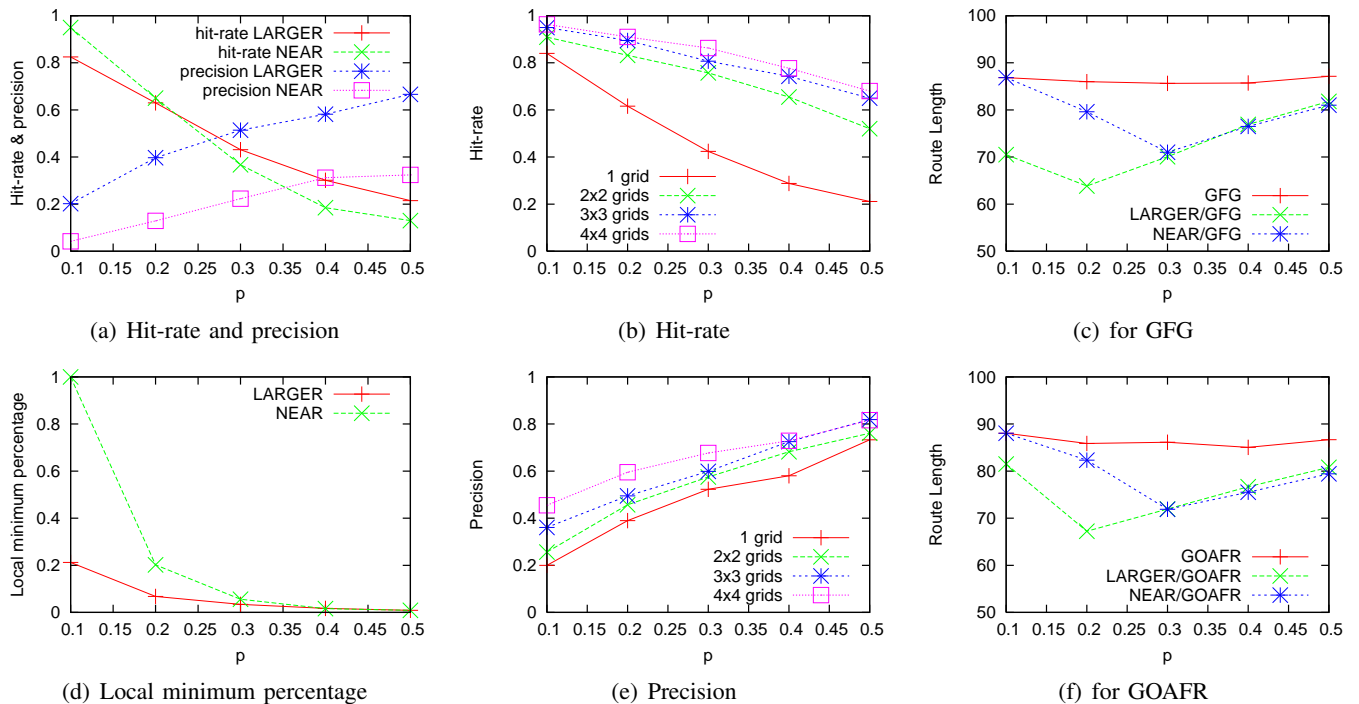 hit-rate LARGER
hit-rate NEAR
precision LARGER
precision NEAR
Hit-rate & precision
1
0.8
0.6
0.4
0.2
0
0.1 0.15 0.2 0.25 0.3 0.35 0.4 0.45 0.5
p
(a) Hit-rate and precision
Hit-rate
1
0.8
0.6
0.4
0.2
0
1 grid
2x2 grids
3x3 grids
4x4 grids
0.1 0.15 0.2 0.25 0.3 0.35 0.4 0.45 0.5
p
(b) Hit-rate
Route Length
100
90
80
70
60
50
GFG
LARGER/GFG
NEAR/GFG
0.1 0.15 0.2 0.25 0.3 0.35 0.4 0.45 0.5
p
(c) for GFG
Local minimum percentage
1
0.8
0.6
0.4
0.2
0
LARGER
NEAR
0.1 0.15 0.2 0.25 0.3 0.35 0.4 0.45 0.5
p
(d) Local minimum percentage
Precision
1
0.8
0.6
0.4
0.2
0
1 grid
2x2 grids
3x3 grids
4x4 grids
0.1 0.15 0.2 0.25 0.3 0.35 0.4 0.45 0.5
p
(e) Precision
Route Length
100
90
80
70
60
50
GOAFR
LARGER/GOAFR
NEAR/GOAFR
0.1 0.15 0.2 0.25 0.3 0.35 0.4 0.45 0.5
p
(f) for GOAFR